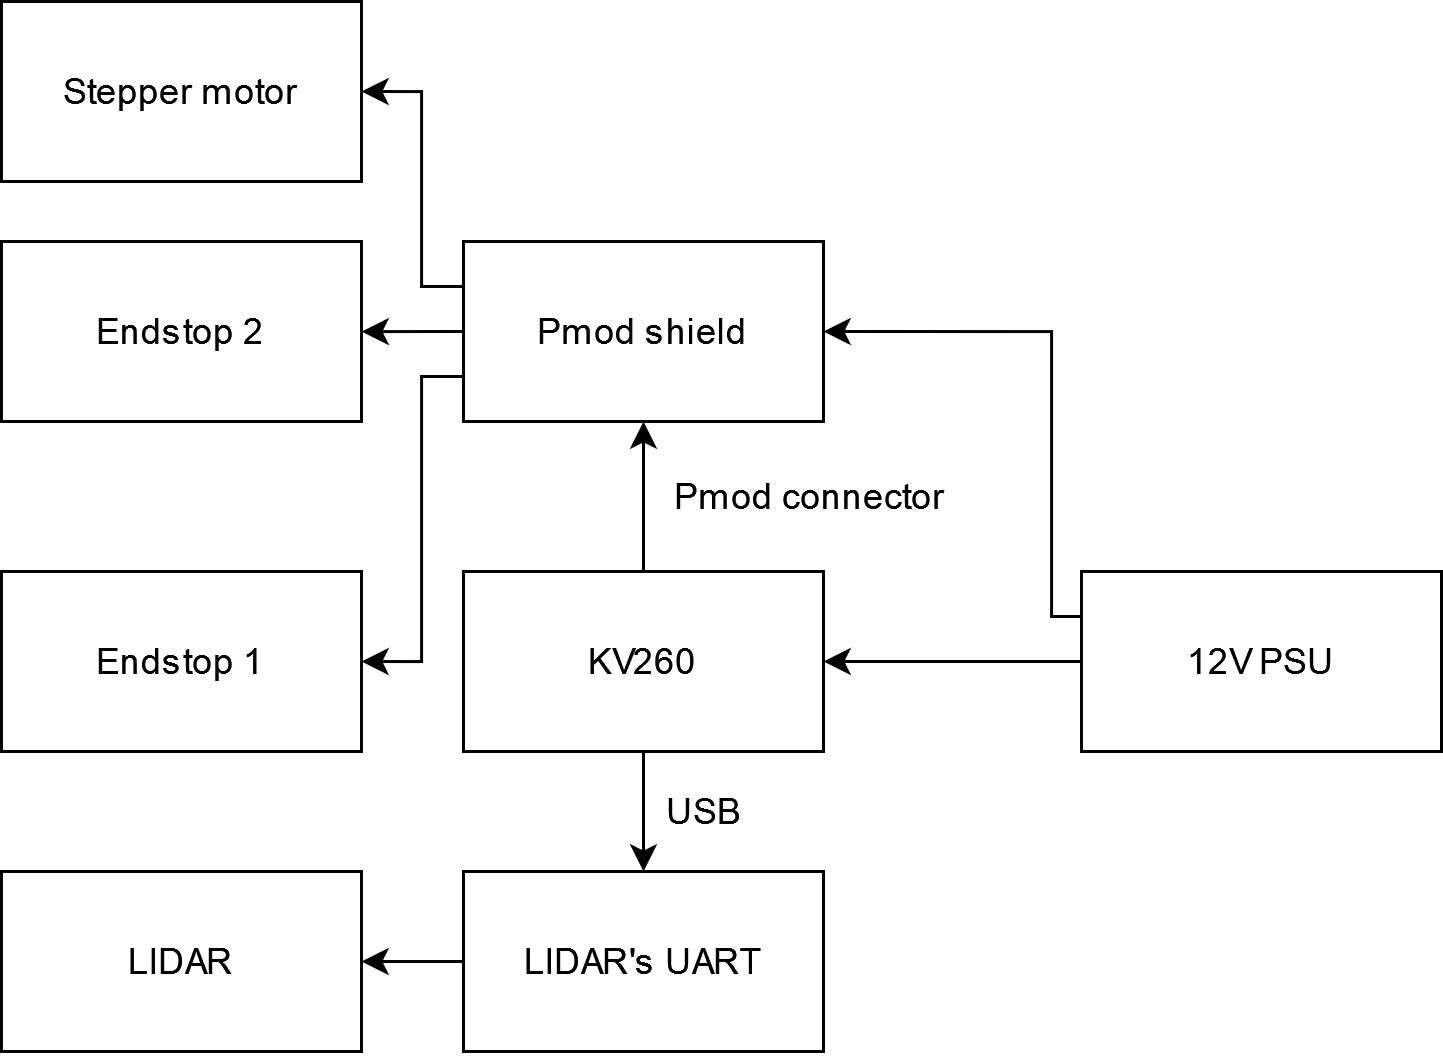 Stepper motor
Endstop 2
Pmod shield
Pmod connector
Endstop 1
KV260
12V PSU
USB
LIDAR
LIDAR's UART